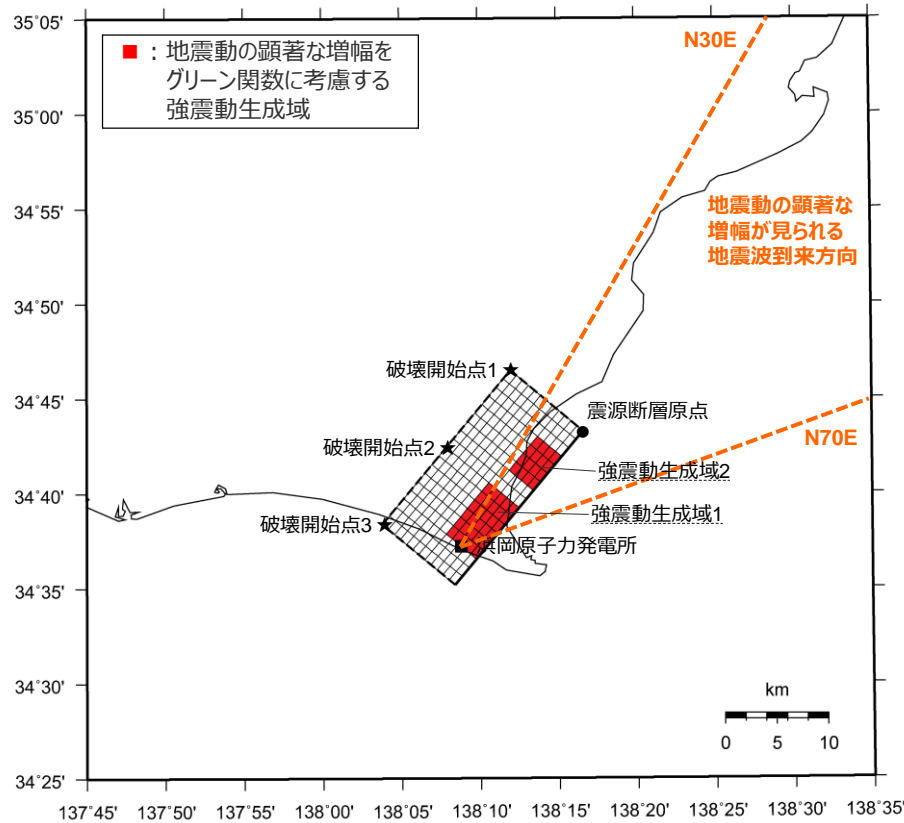 35°05'
35°00'
34°55'
34°50'
34°45'
34°40'
34°35'
34°30'
34°25'
■ : 地震動の顕著な増幅を
グリーン関数に考慮する
強震動生成域
N30E
地震動の顕著な
増幅が見られる
地震波到来方向
破壊開始点1
震源断層原点
N70E
破壊開始点2
強震動生成域2
強震動生成域1
破壊開始点3
浜岡原子力発電所
km
0 5 10
137°45' 137°50' 137°55' 138°00' 138°05' 138°10' 138°15' 138°20' 138°25' 138°30' 138°35'